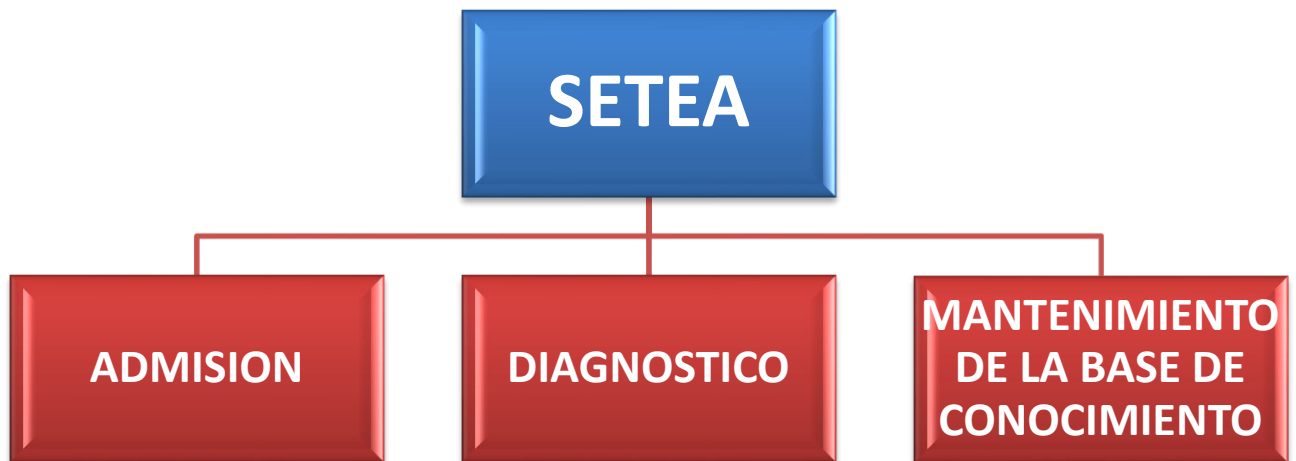 SETEA
ADMISION
DIAGNOSTICO
MANTENIMIENTO
DE LA BASE DE
CONOCIMIENTO